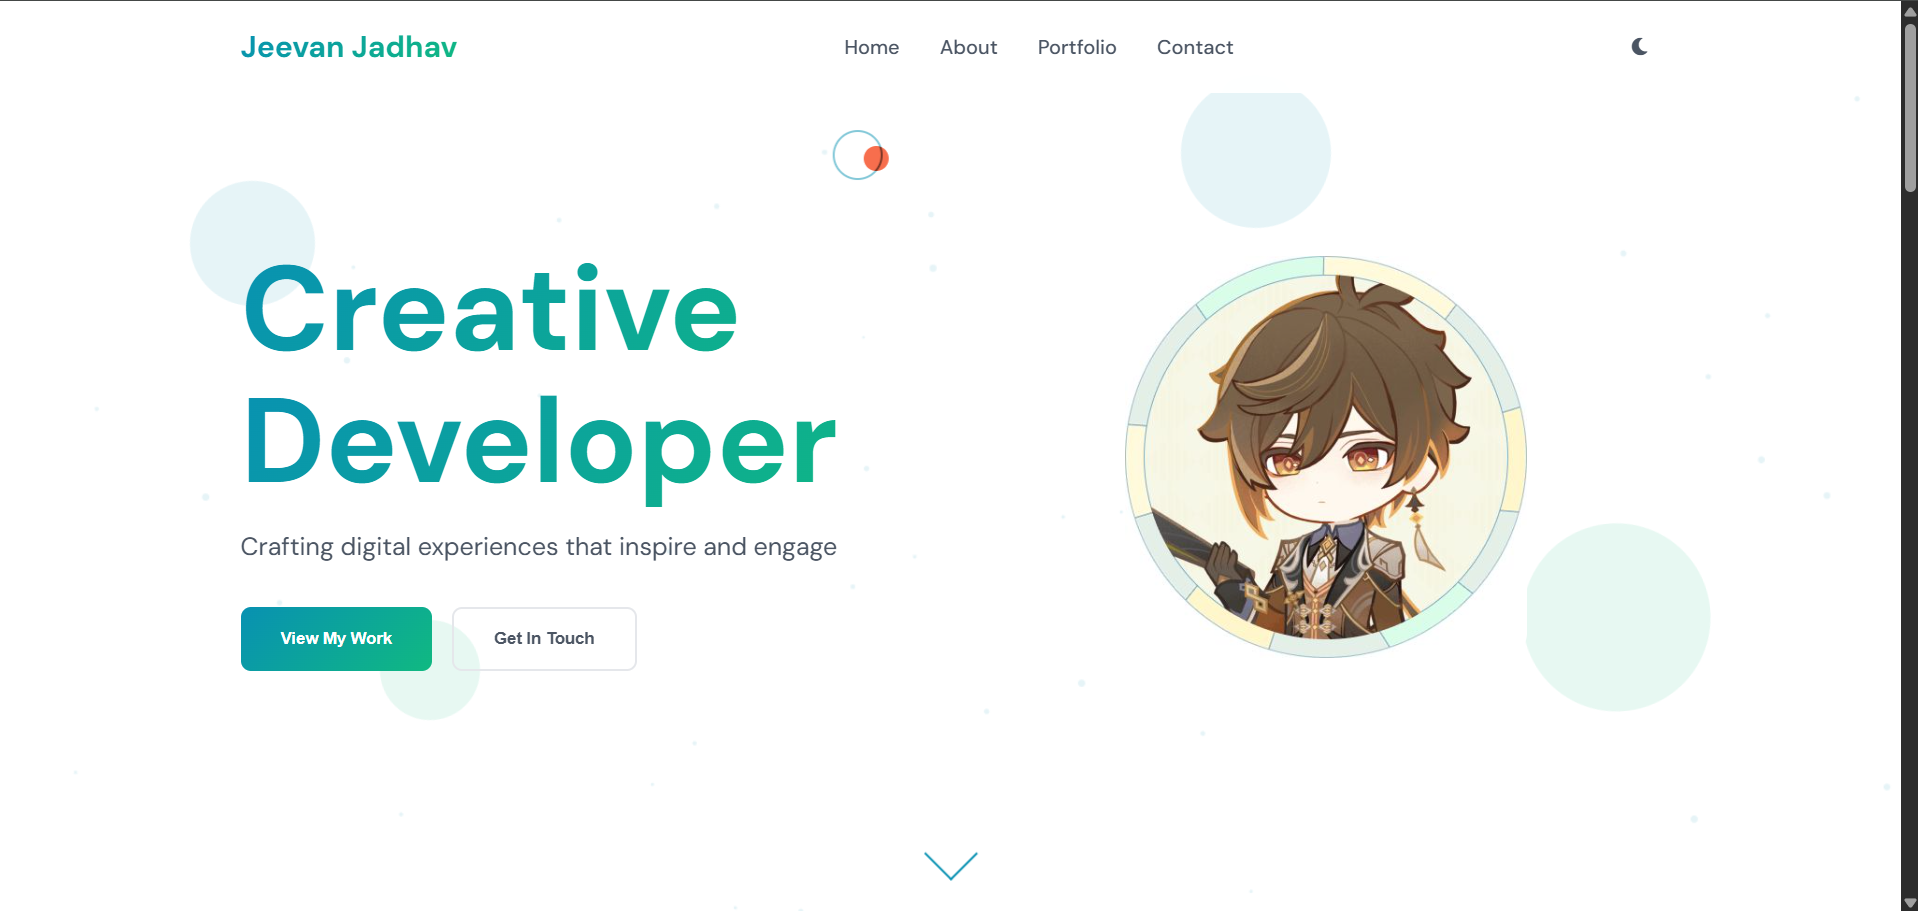 Jeevan Jadhav
Home
About
Portfolio
Contact
Creative
Developer
Crafting digital experiences that inspire and engage
View My Work
Get In Touch